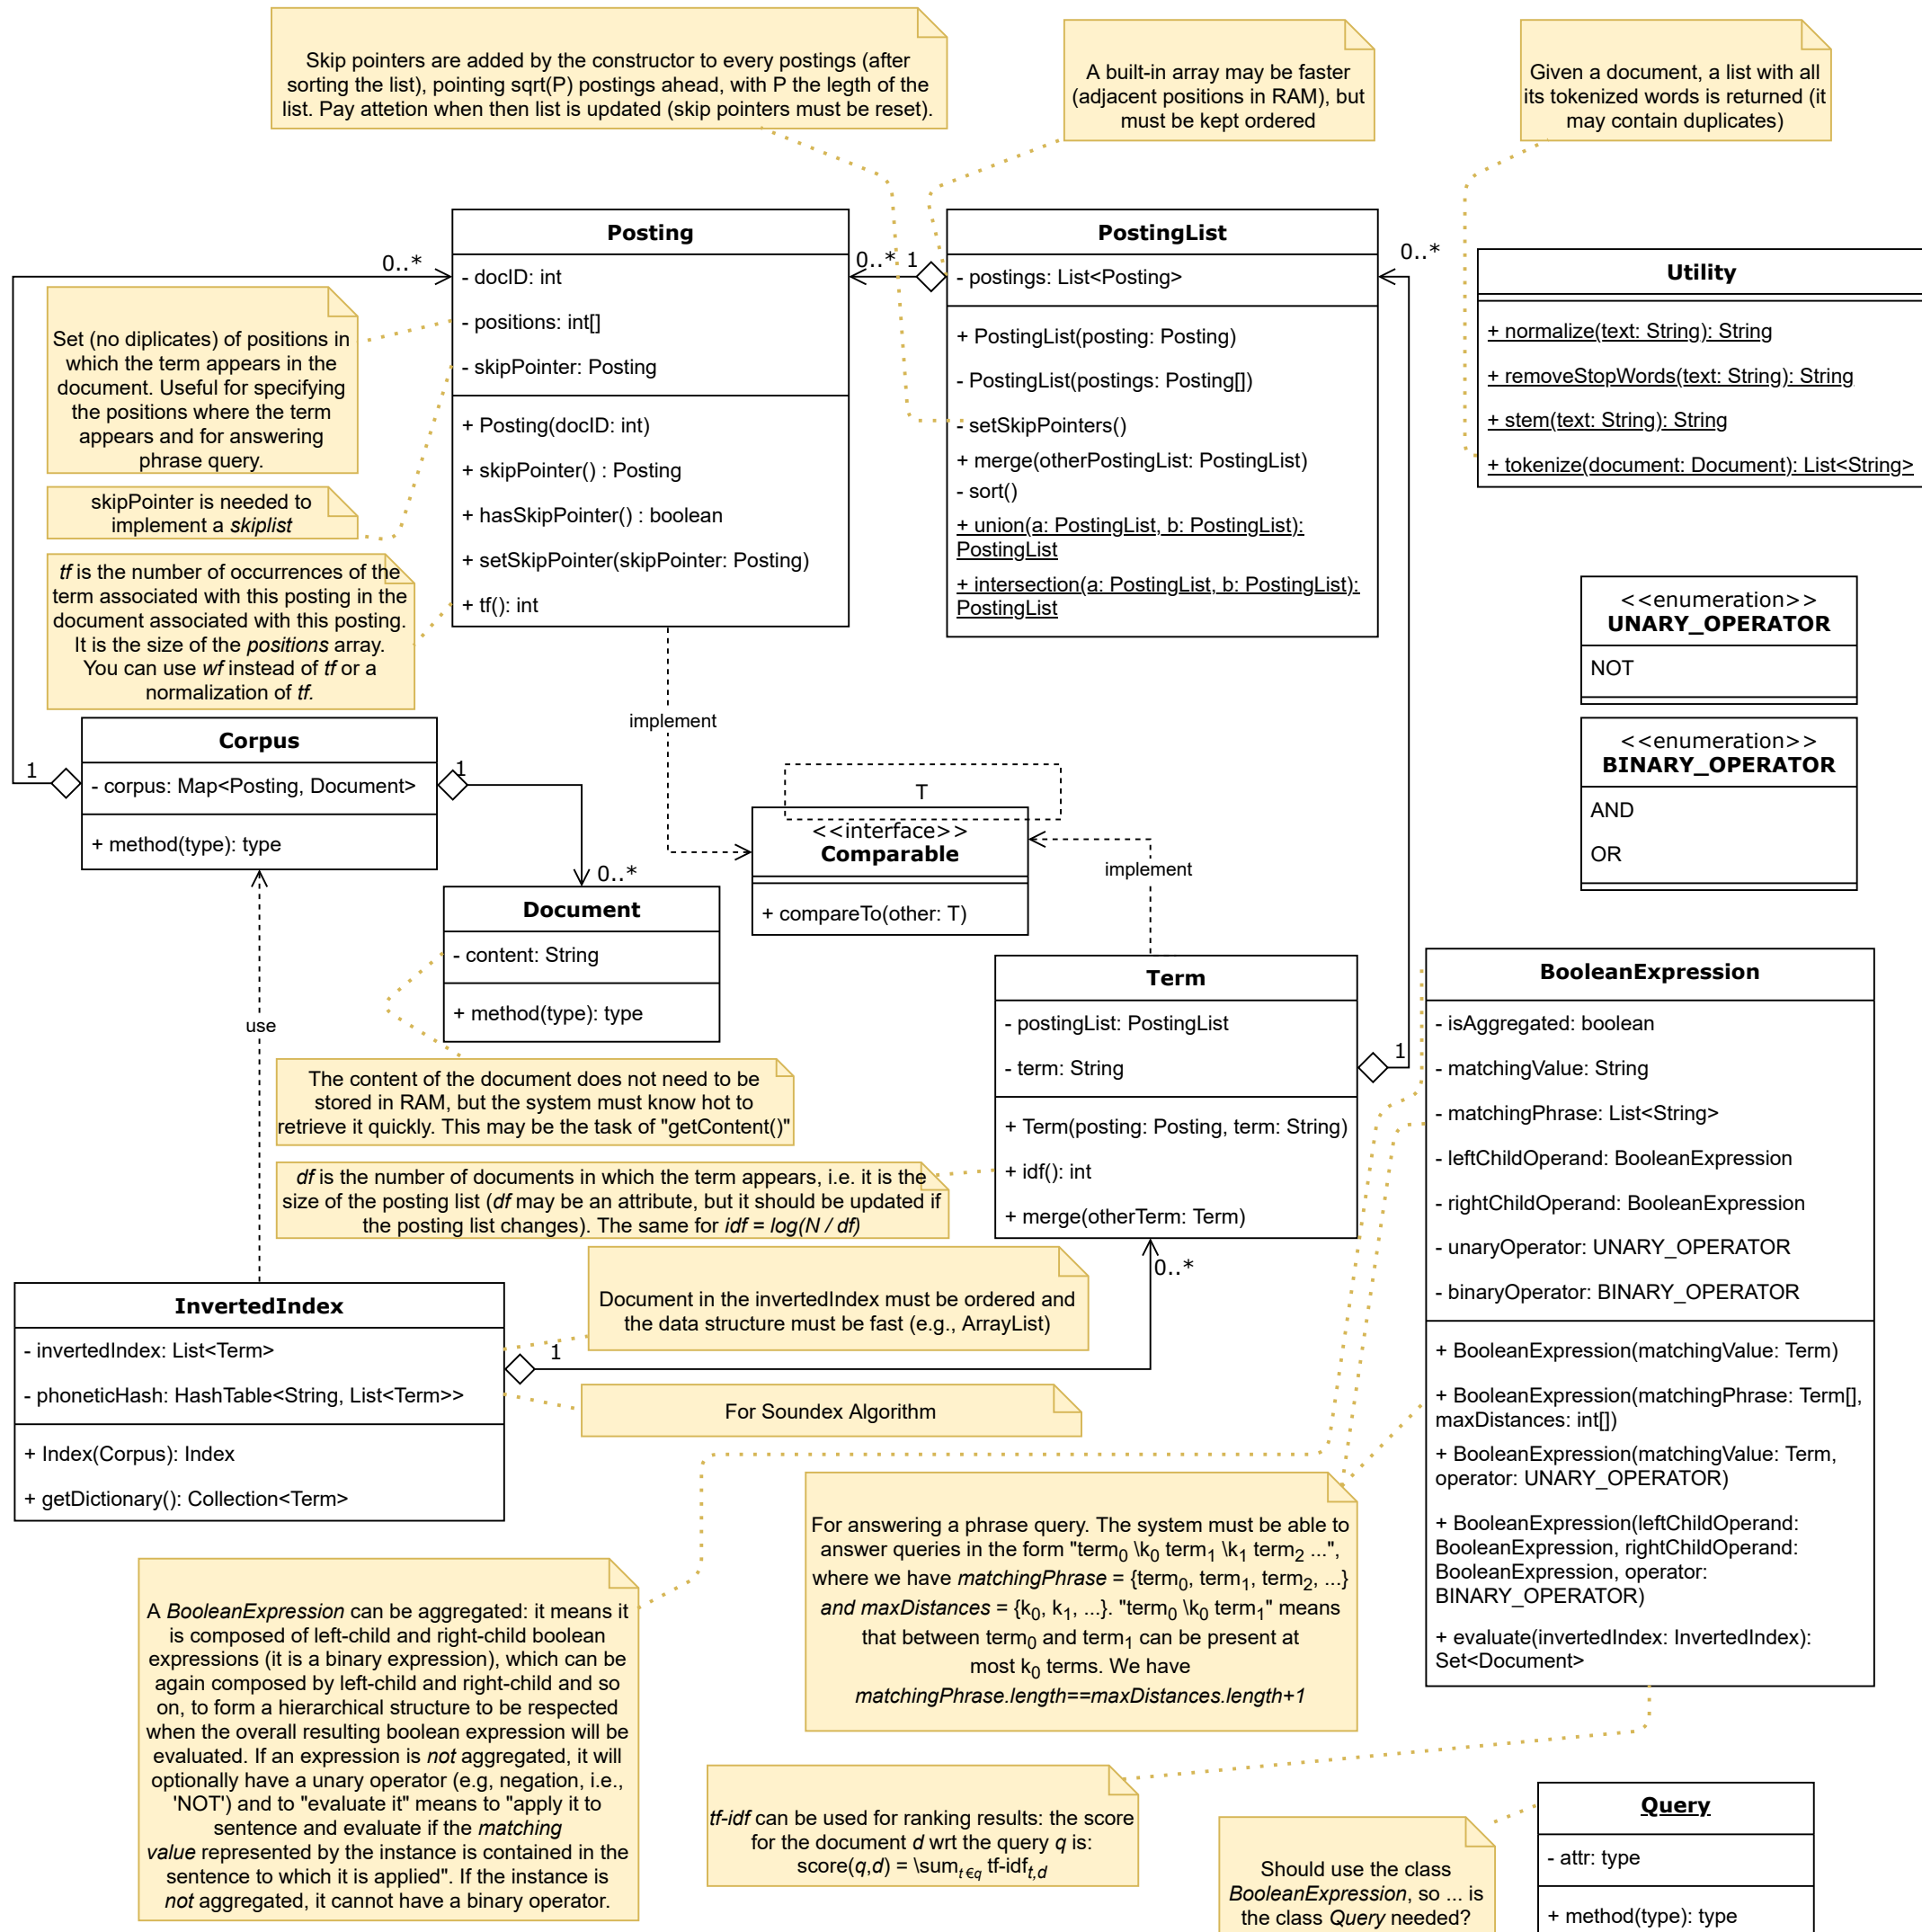 Skip pointers are added by the constructor to every postings (after
sorting the list), pointing sqrt(P) postings ahead, with P the legth of the
list. Pay attetion when then list is updated (skip pointers must be reset).
A built-in array may be faster
(adjacent positions in RAM), but
must be kept ordered
Given a document, a list with all
its tokenized words is returned (it
may contain duplicates)
Posting
- docID: int
- positions: int[]
- skipPointer: Posting
+ Posting(docID: int)
+ skipPointer() : Posting
+ hasSkipPointer() : boolean
+ setSkipPointer(skipPointer: Posting)
+ tf(): int
0..*
0..*
1
PostingList
- postings: List<Posting>
+ PostingList(posting: Posting)
- PostingList(postings: Posting[])
- setSkipPointers()
+ merge(otherPostingList: PostingList)
- sort()
+ union(a: PostingList, b: PostingList):
PostingList
+ intersection(a: PostingList, b: PostingList):
PostingList
0..*
Utility
+ normalize(text: String): String
+ removeStopWords(text: String): String
+ stem(text: String): String
+ tokenize(document: Document): List<String>
Set (no diplicates) of positions in
which the term appears in the
document. Useful for specifying
the positions where the term
appears and for answering
phrase query.
skipPointer is needed to
implement a skiplist
tf is the number of occurrences of the
term associated with this posting in the
document associated with this posting.
It is the size of the positions array.
You can use wf instead of tf or a
normalization of tf.
<<enumeration>>
UNARY_OPERATOR
NOT
<<enumeration>>
BINARY_OPERATOR
AND
OR
implement
Corpus
- corpus: Map<Posting, Document>
+ method(type): type
1
1
0..*
T
<<interface>>
Comparable
+ compareTo(other: T)
implement
Document
- content: String
+ method(type): type
use
The content of the document does not need to be
stored in RAM, but the system must know hot to
retrieve it quickly. This may be the task of "getContent()"
df is the number of documents in which the term appears, i.e. it is the
size of the posting list (df may be an attribute, but it should be updated if
the posting list changes). The same for idf = log(N / df)
Term
- postingList: PostingList
- term: String
+ Term(posting: Posting, term: String)
+ idf(): int
+ merge(otherTerm: Term)
1
0..*
BooleanExpression
- isAggregated: boolean
- matchingValue: String
- matchingPhrase: List<String>
- leftChildOperand: BooleanExpression
- rightChildOperand: BooleanExpression
- unaryOperator: UNARY_OPERATOR
- binaryOperator: BINARY_OPERATOR
+ BooleanExpression(matchingValue: Term)
+ BooleanExpression(matchingPhrase: Term[],
maxDistances: int[])
+ BooleanExpression(matchingValue: Term,
operator: UNARY_OPERATOR)
+ BooleanExpression(leftChildOperand:
BooleanExpression, rightChildOperand:
BooleanExpression, operator:
BINARY_OPERATOR)
+ evaluate(invertedIndex: InvertedIndex):
Set<Document>
Document in the invertedIndex must be ordered and
the data structure must be fast (e.g., ArrayList)
InvertedIndex
- invertedIndex: List<Term>
- phoneticHash: HashTable<String, List<Term>>
+ Index(Corpus): Index
+ getDictionary(): Collection<Term>
1
For Soundex Algorithm
For answering a phrase query. The system must be able to
answer queries in the form "term0 \k0 term1 \k1 term2 ...",
where we have matchingPhrase = {term0, term1, term2, ...}
and maxDistances = {k0, k1, ...}. "term0 \k0 term1" means
that between term0 and term1 can be present at
most k0 terms. We have
matchingPhrase.length==maxDistances.length+1
A BooleanExpression can be aggregated: it means it
is composed of left-child and right-child boolean
expressions (it is a binary expression), which can be
again composed by left-child and right-child and so
on, to form a hierarchical structure to be respected
when the overall resulting boolean expression will be
evaluated. If an expression is not aggregated, it will
optionally have a unary operator (e.g, negation, i.e.,
'NOT') and to "evaluate it" means to "apply it to
sentence and evaluate if the matching
value represented by the instance is contained in the
sentence to which it is applied". If the instance is
not aggregated, it cannot have a binary operator.
tf-idf can be used for ranking results: the score
for the document d wrt the query q is:
score(q,d) = \sum t∈q tf-idf t,d
Should use the class
BooleanExpression, so ... is
the class Query needed?
Query
- attr: type
+ method(type): type